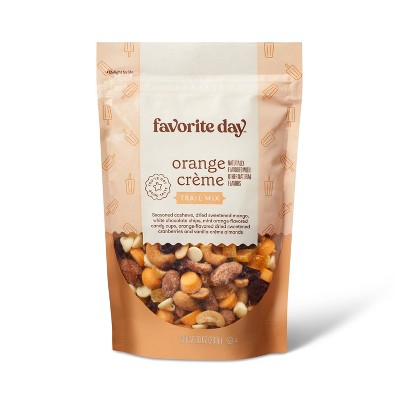 favorite day.
orange
crème
NATURALLY
FLAVORED WITH
OTHER NATURAL
FLAVORS
TRAIL MIX
Seasoned cashews, dried sweetened mango,
white chocolate chips, mini orange-flavored
candy cups, orange-flavored dried sweetened
cranberries and vanilla crème almonds